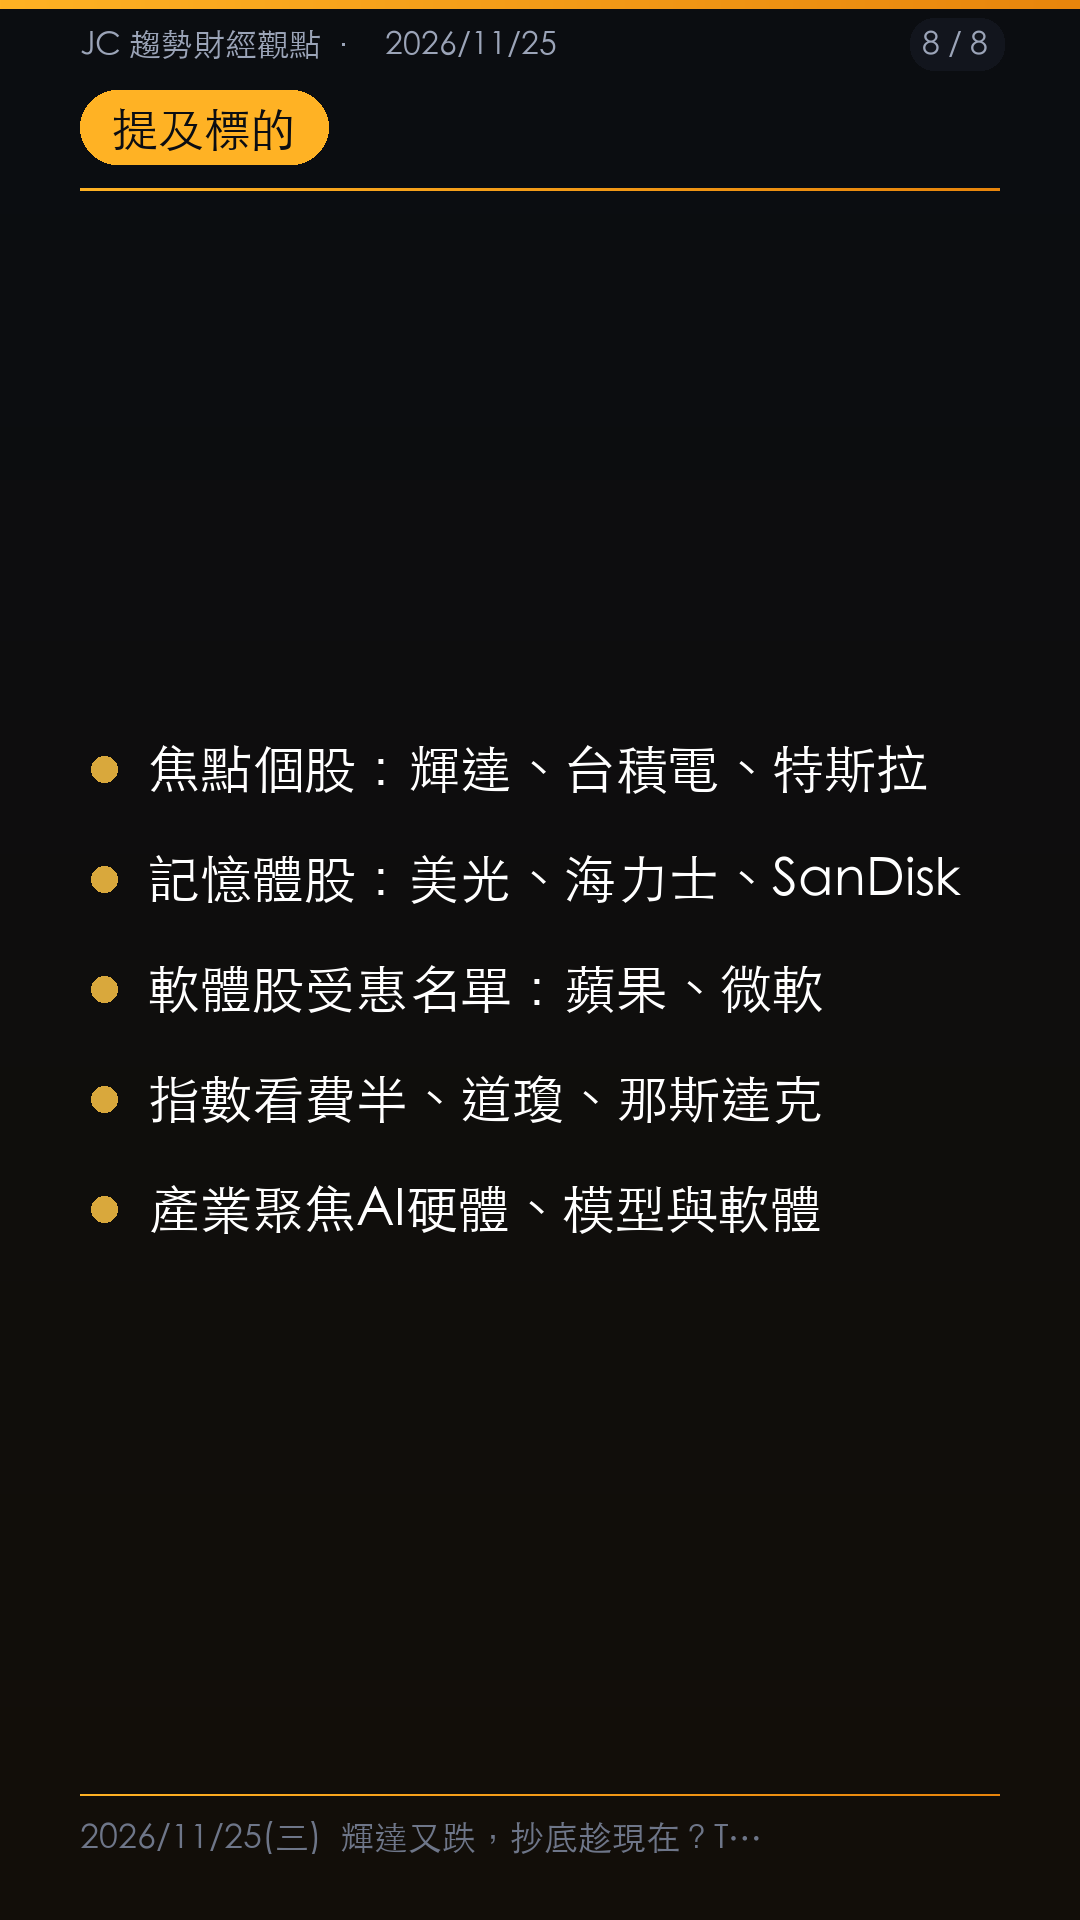 JC 趨勢財經觀點 · 2026/11/25
8 / 8
提及標的
焦點個股：輝達、台積電、特斯拉
記憶體股：美光、海力士、SanDisk
軟體股受惠名單：蘋果、微軟
指數看費半、道瓊、那斯達克
產業聚焦AI硬體、模型與軟體
2026/11/25(三) 輝達又跌，抄底趁現在？T…